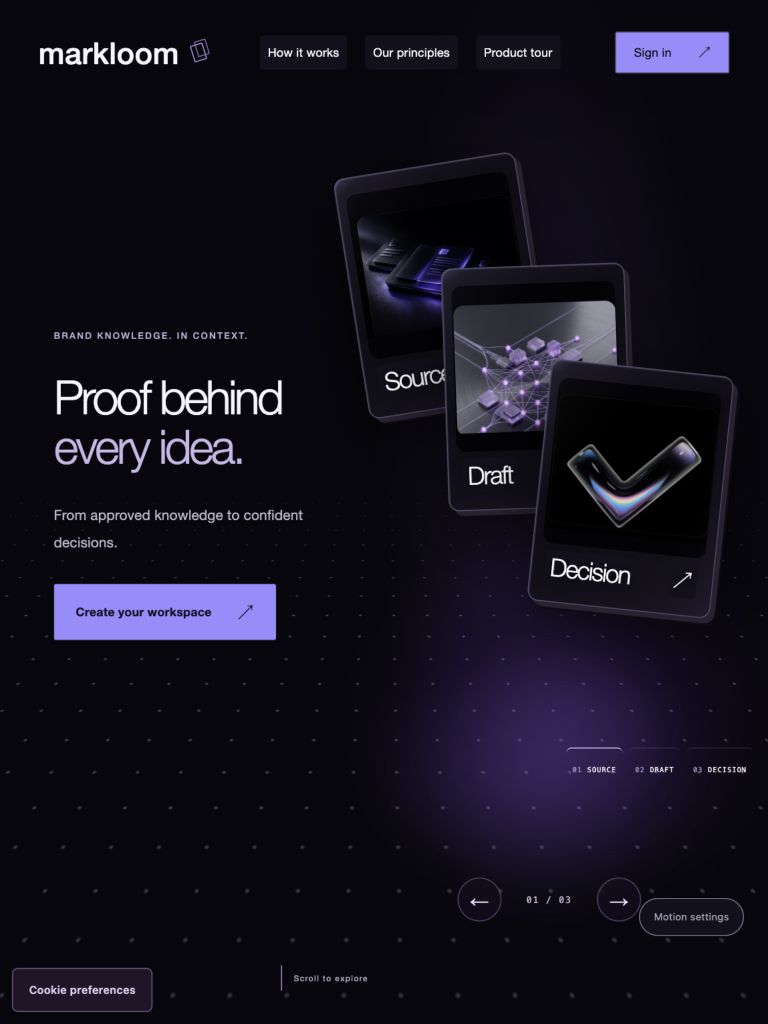 markloom
How it works
Our principles
Product tour
Sign in
BRAND KNOWLEDGE. IN CONTEXT.
Proof behind
every idea.
From approved knowledge to confident
decisions.
Create your workspace
Source
Draft
Decision
01 SOURCE
02 DRAFT
03 DECISION
01 / 03
Motion settings
Scroll to explore
Cookie preferences